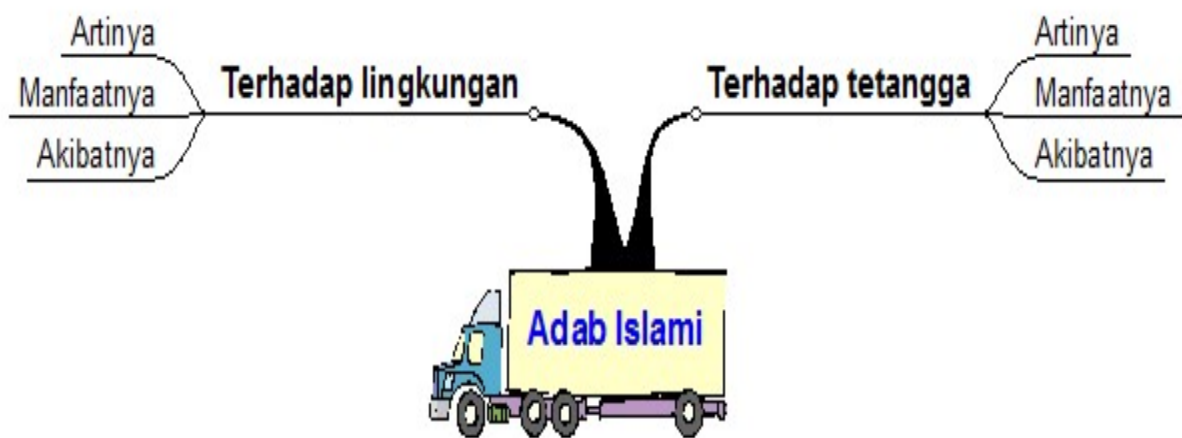 Artinya
Manfaatnya
Akibatnya
Terhadap lingkungan
Terhadap tetangga
Artinya
Manfaatnya
Akibatnya
Adab Islami